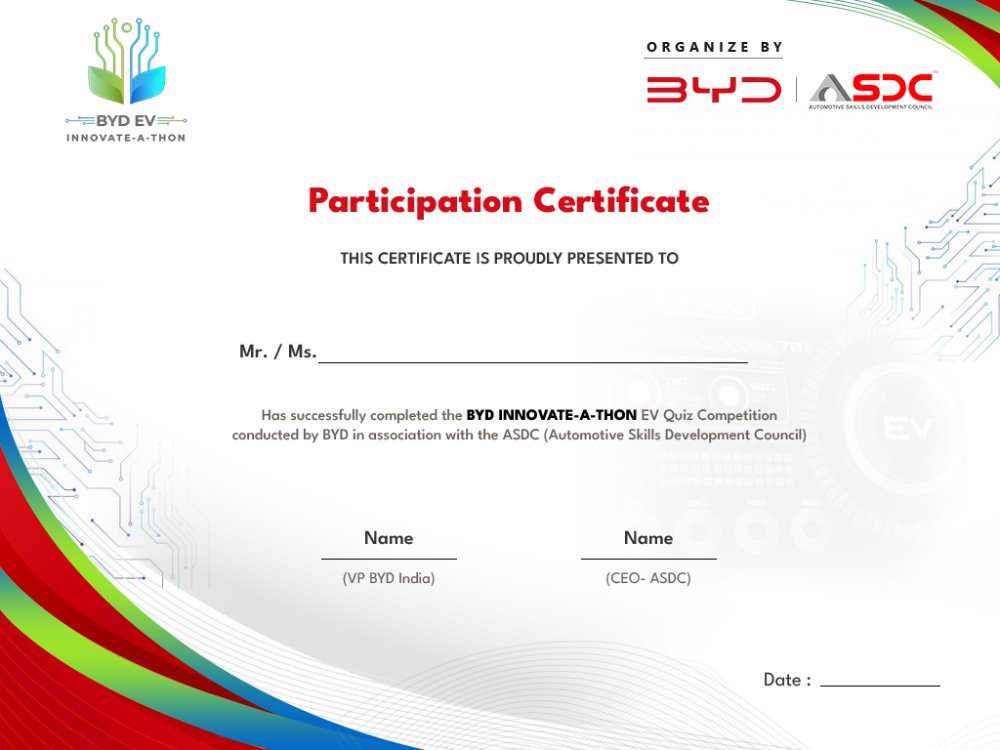 ORGANIZE BY
BYD
ASDC
AUTOMOTIVE SKILLS DEVELOPMENT COUNCIL
BYD EV
INNOVATE-A-THON
Participation Certificate
THIS CERTIFICATE IS PROUDLY PRESENTED TO
Mr. / Ms.
Has successfully completed the BYD INNOVATE-A-THON EV Quiz Competition
conducted by BYD in association with the ASDC (Automotive Skills Development Council)
EEV
Name
Name
(VP BYD India)
(CEO- ASDC)
Date :